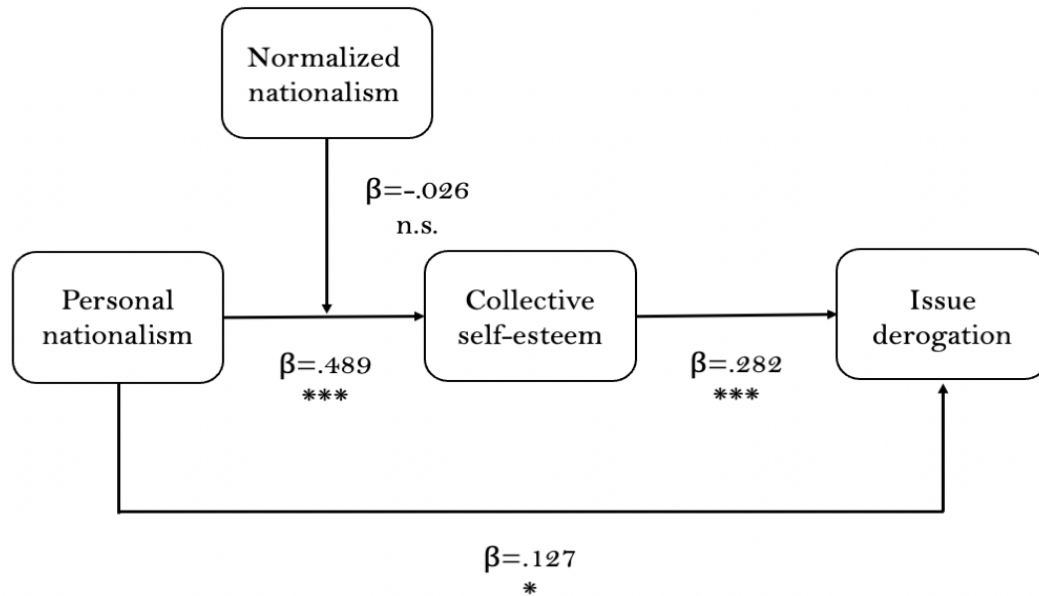 Normalized
nationalism
β=-.026
n.s.
Personal
nationalism
Collective
self-esteem
Issue
derogation
β=.489
***
β=.282
***
β=.127
*